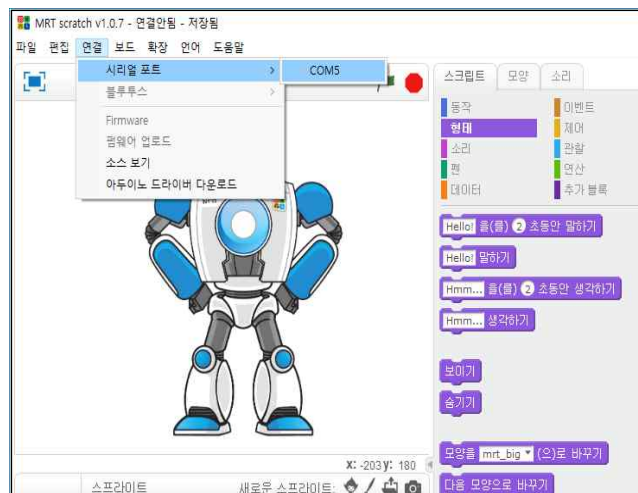 MRT scratch v1.0.7 - 연결안됨 - 저장됨
파일 편집 연결 보드 확장 언어 도움말
시리얼 포트 > COM5
블루투스 >
Firmware
펌웨어 업로드
소스 보기
아두이노 드라이버 다운로드
스크립트 모양 소리
동작 이벤트
형태 제어
소리 관찰
펜 연산
데이터 추가 블록
Hello! 을(를) 2 초동안 말하기
Hello! 말하기
Hmm... 을(를) 2 초동안 생각하기
Hmm... 생각하기
보이기
숨기기
모양을 mrt_big (으)로 바꾸기
다음 모양으로 바꾸기
X: -203 y: 180
스프라이트 새로운 스프라이트: